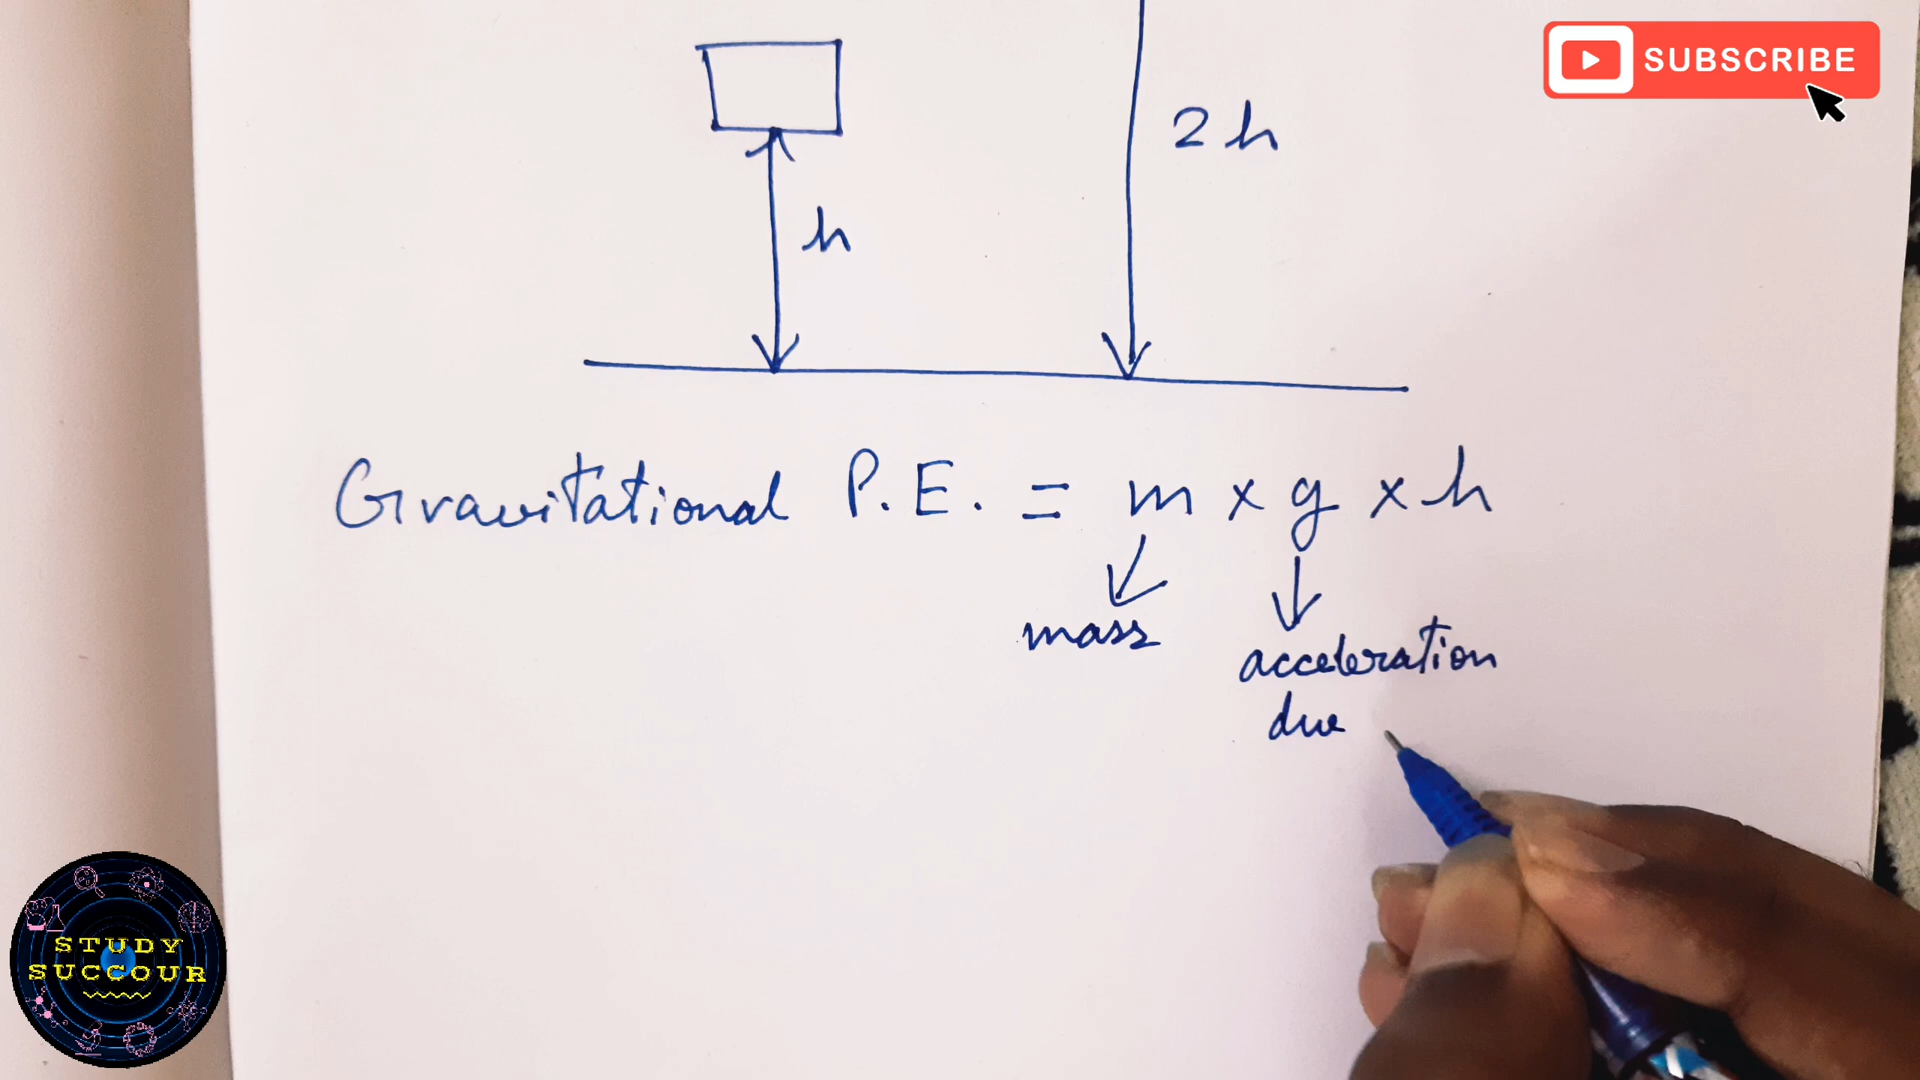 SUBSCRIBE
2h
h
Gravitational P.E. = m x g x h
mass
acceleration
due
STUDY
SUCCOUR